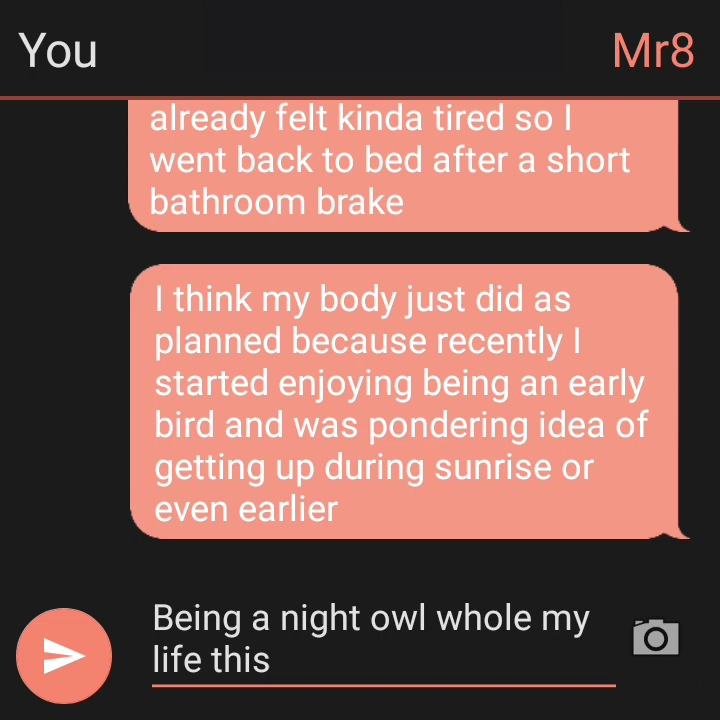 You
Mr8
already felt kinda tired so I
went back to bed after a short
bathroom brake
I think my body just did as
planned because recently I
started enjoying being an early
bird and was pondering idea of
getting up during sunrise or
even earlier
Being a night owl whole my
life this